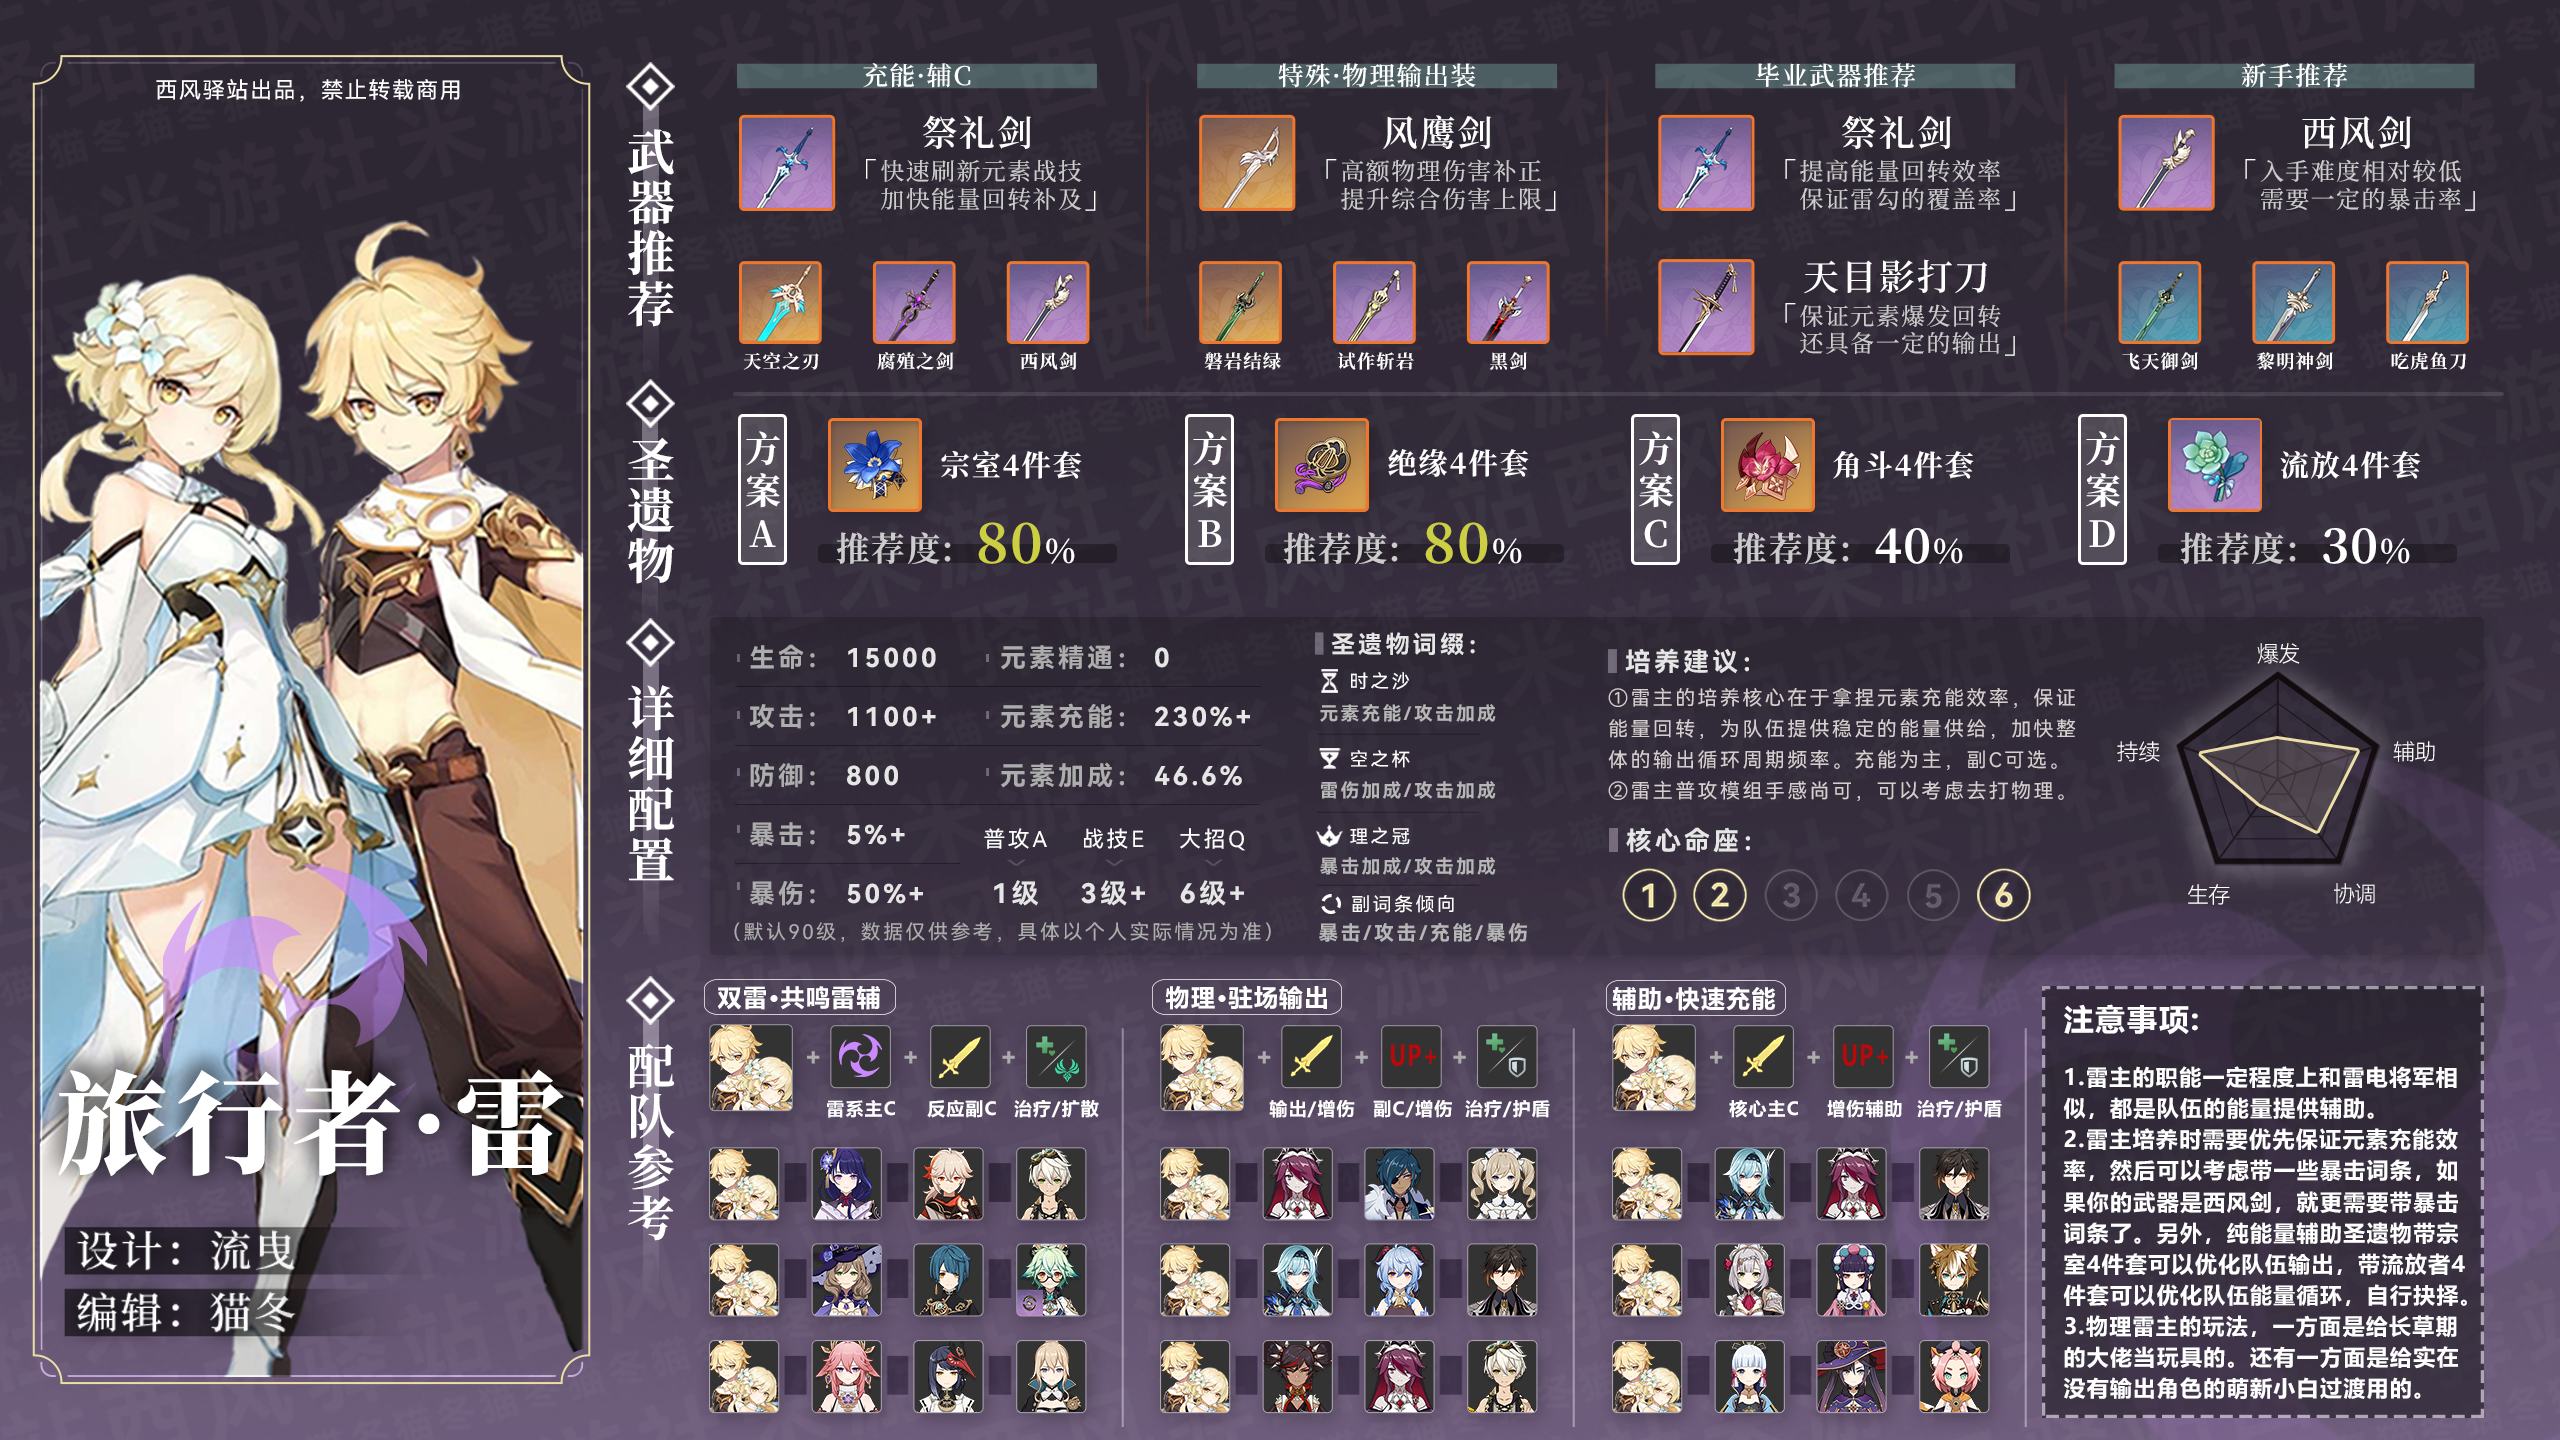 西风驿站出品，禁止转载商用
旅行者·雷
设计：流曳
编辑：猫冬
武器推荐
充能·辅C
祭礼剑
「快速刷新元素战技
加快能量回转补及」
天空之刃
腐殖之剑
西风剑
特殊·物理输出装
风鹰剑
「高额物理伤害补正
提升综合伤害上限」
磐岩结绿
试作斩岩
黑剑
毕业武器推荐
祭礼剑
「提高能量回转效率
保证雷勾的覆盖率」
天目影打刀
「保证元素爆发回转
还具备一定的输出」
新手推荐
西风剑
「入手难度相对较低
需要一定的暴击率」
飞天御剑
黎明神剑
吃虎鱼刀
圣遗物
方案A
宗室4件套
推荐度：80%
方案B
绝缘4件套
推荐度：80%
方案C
角斗4件套
推荐度：40%
方案D
流放4件套
推荐度：30%
详细配置
生命：15000
元素精通：0
攻击：1100+
元素充能：230%+
防御：800
元素加成：46.6%
暴击：5%+
暴伤：50%+
普攻A 战技E 大招Q
1级 3级+ 6级+
（默认90级，数据仅供参考，具体以个人实际情况为准）
圣遗物词缀：
时之沙
元素充能/攻击加成
空之杯
雷伤加成/攻击加成
理之冠
暴击加成/攻击加成
副词条倾向
暴击/攻击/充能/暴伤
培养建议：
①雷主的培养核心在于拿捏元素充能效率，保证
能量回转，为队伍提供稳定的能量供给，加快整
体的输出循环周期频率。充能为主，副C可选。
②雷主普攻模组手感尚可，可以考虑去打物理。
核心命座：
1 2 3 4 5 6
爆发
辅助
协调
生存
持续
配队参考
双雷·共鸣雷辅
雷系主C
反应副C
治疗/扩散
物理·驻场输出
UP+
输出/增伤
副C/增伤
治疗/护盾
辅助·快速充能
UP+
核心主C
增伤辅助
治疗/护盾
注意事项：
1.雷主的职能一定程度上和雷电将军相
似，都是队伍的能量提供辅助。
2.雷主培养时需要优先保证元素充能效
率，然后可以考虑带一些暴击词条，如
果你的武器是西风剑，就更需要带暴击
词条了。另外，纯能量辅助圣遗物带宗
室4件套可以优化队伍输出，带流放者4
件套可以优化队伍能量循环，自行抉择。
3.物理雷主的玩法，一方面是给长草期
的大佬当玩具的。还有一方面是给实在
没有输出角色的萌新小白过渡用的。